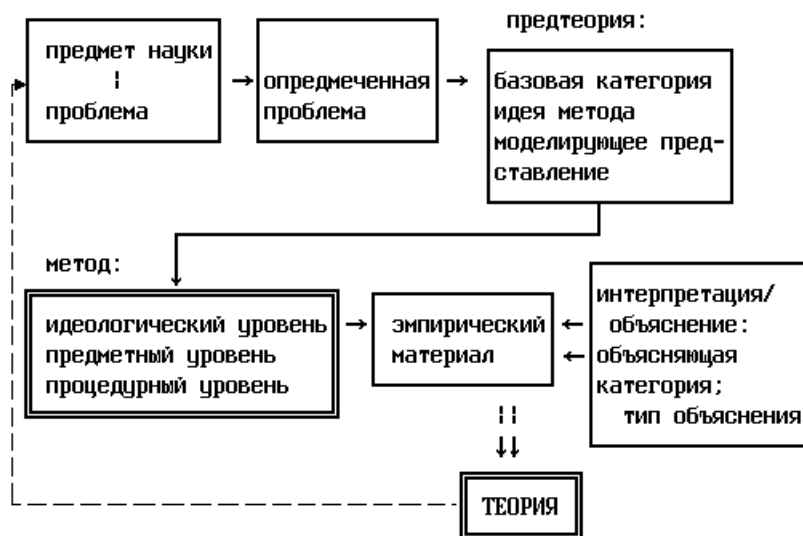 предтеория:
предмет науки
проблема
опредмеченная
проблема
базовая категория
идея метода
моделирующее пред-
ставление
метод:
идеологический уровень
предметный уровень
процедурный уровень
эмпирический
материал
интерпретация/
объяснение:
объясняющая
категория;
тип объяснения
ТЕОРИЯ